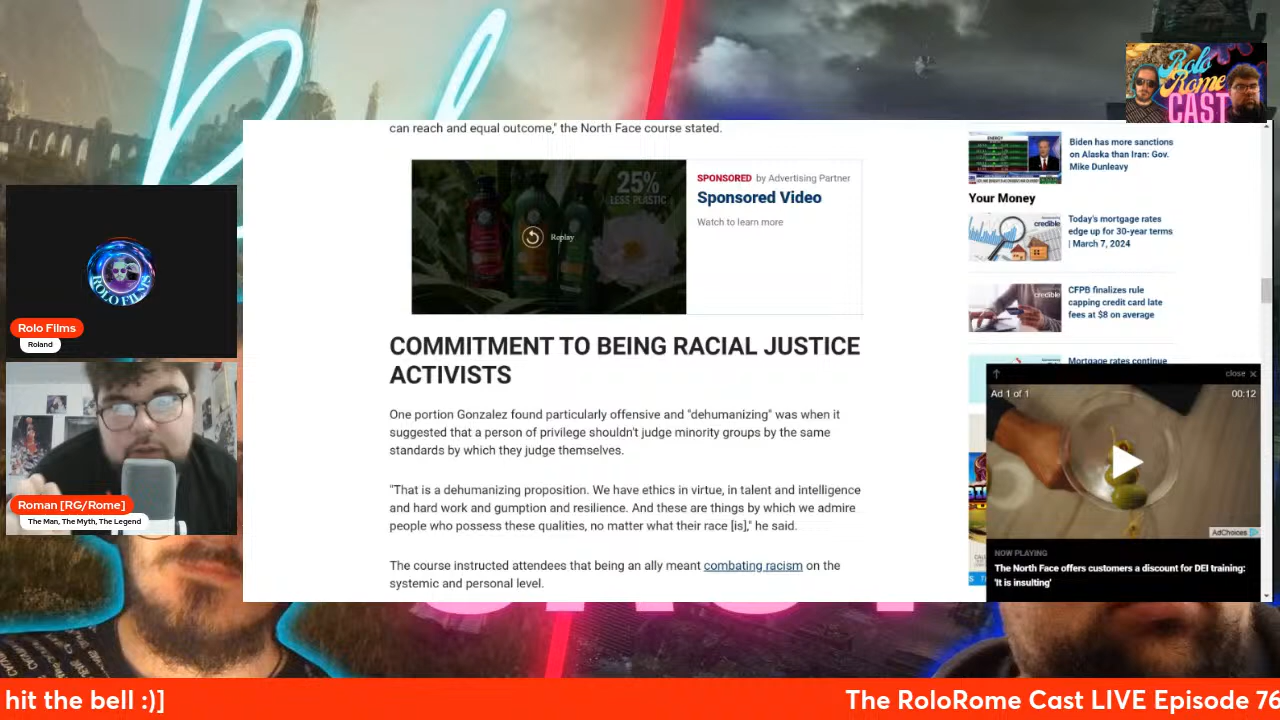 Rolo
Rome
CAST
can reach and equal outcome," the North Face course stated.
25%
LESS PLASTIC
Replay
SPONSORED by Advertising Partner
Sponsored Video
Watch to learn more
COMMITMENT TO BEING RACIAL JUSTICE
ACTIVISTS
One portion Gonzalez found particularly offensive and "dehumanizing" was when it
suggested that a person of privilege shouldn't judge minority groups by the same
standards by which they judge themselves.
"That is a dehumanizing proposition. We have ethics in virtue, in talent and intelligence
and hard work and gumption and resilience. And these are things by which we admire
people who possess these qualities, no matter what their race [is]," he said.
The course instructed attendees that being an ally meant combating racism on the
systemic and personal level.
Biden has more sanctions
on Alaska than Iran: Gov.
Mike Dunleavy
Your Money
credible
Today's mortgage rates
edge up for 30-year terms
| March 7, 2024
credible
CFPB finalizes rule
capping credit card late
fees at $8 on average
Mortgage rates continue
close ×
Ad 1 of 1
00:12
AdChoices
NOW PLAYING
The North Face offers customers a discount for DEI training:
'It is insulting'
ROLO FILMS
Rolo Films
Roland
Roman [RG/Rome]
The Man, The Myth, The Legend
hit the bell :)]
The RoloRome Cast LIVE Episode 76